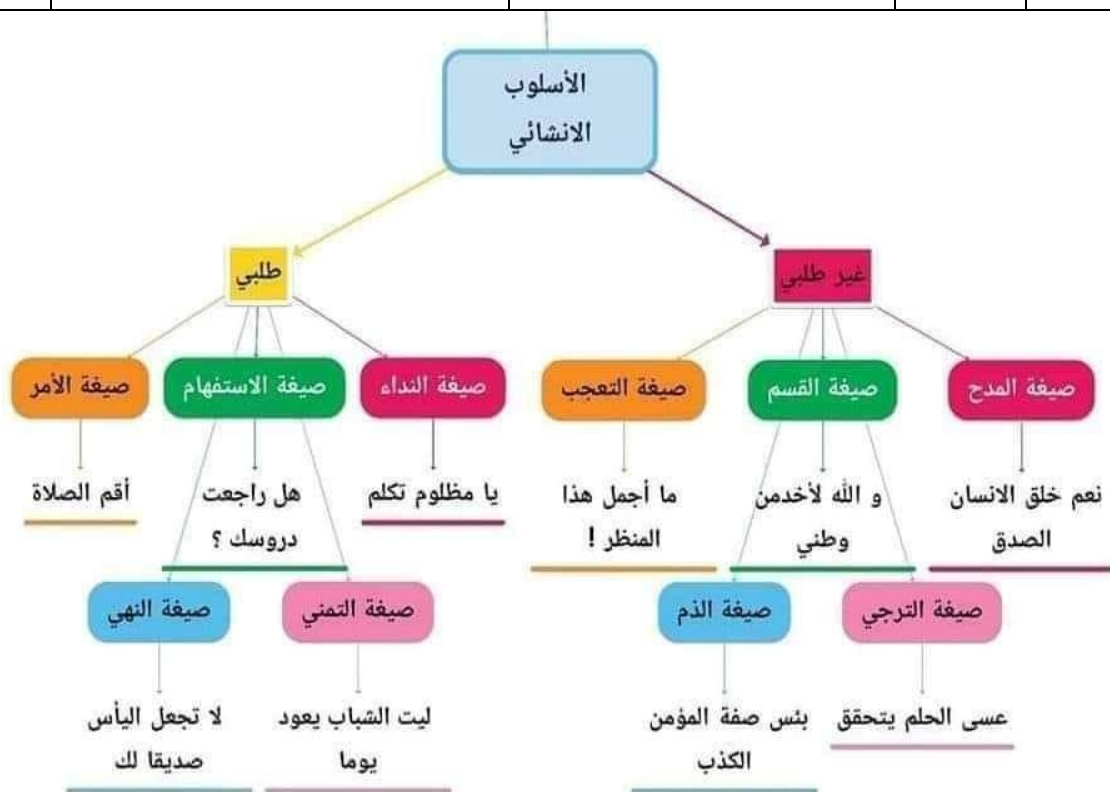 الأسلوب
الانشائي
غير طلبي
طلبي
صيغة المدح
صيغة القسم
صيغة التعجب
صيغة النداء
صيغة الاستفهام
صيغة الأمر
نعم خلق الانسان
الصدق
و الله لأخدمن
وطني
ما أجمل هذا
المنظر !
يا مظلوم تكلم
هل راجعت
دروسك ؟
أقم الصلاة
صيغة الترجي
صيغة الذم
صيغة التمني
صيغة النهي
عسى الحلم يتحقق
بئس صفة المؤمن
الكذب
ليت الشباب يعود
يوما
لا تجعل اليأس
صديقا لك